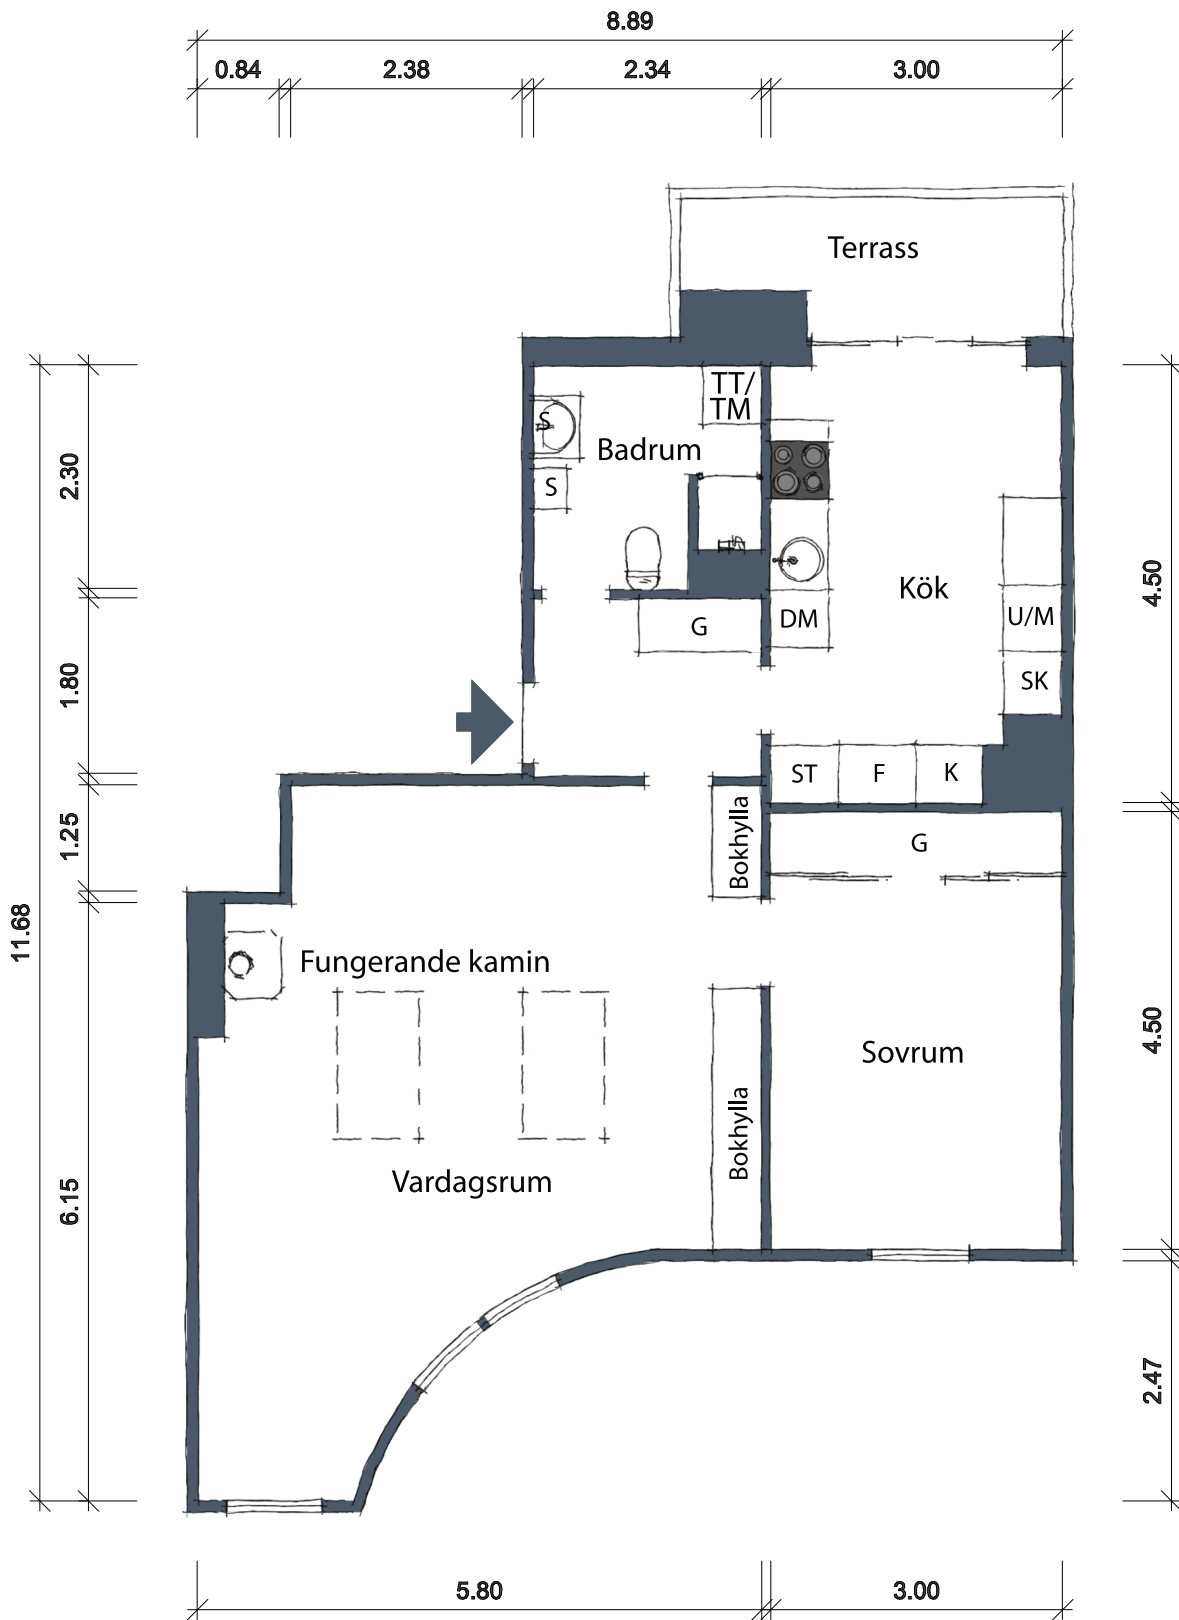 8.89
0.84 2.38 2.34 3.00
Terrass
TT/
TM
S
Badrum
S
2.30
Kök
4.50
U/M
G
DM
SK
1.80
ST F K
Bokhylla
G
1.25
11.68
Fungerande kamin
Sovrum
4.50
Bokhylla
Vardagsrum
6.15
2.47
5.80 3.00